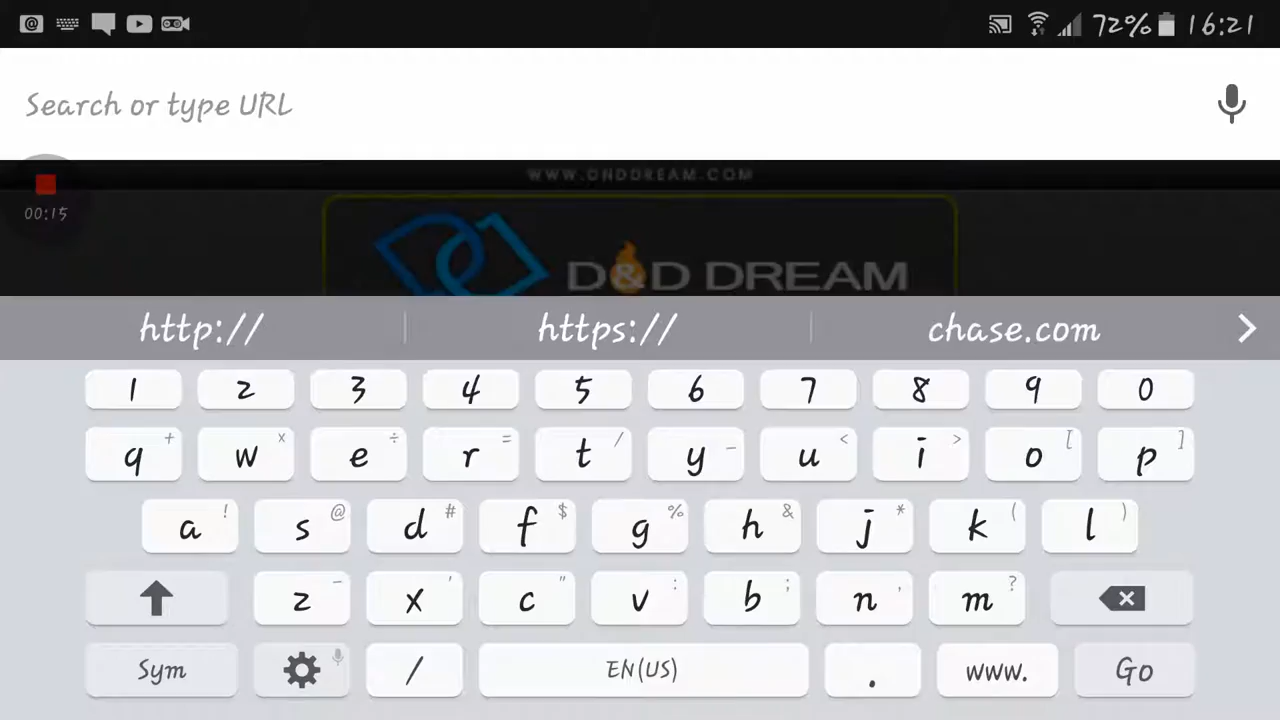 72% 16:21
Search or type URL
WWW.DNDDREAM.COM
00:15
D&D DREAM
http:// https:// chase.com
1 2 3 4 5 6 7 8 9 0
q + w x e ÷ r = t / y _ u < i > o [ p ]
a ! s @ d # f $ g % h & j * k ( l )
z - x ' c " v : b ; n , m ?
Sym / EN(US) . www. Go